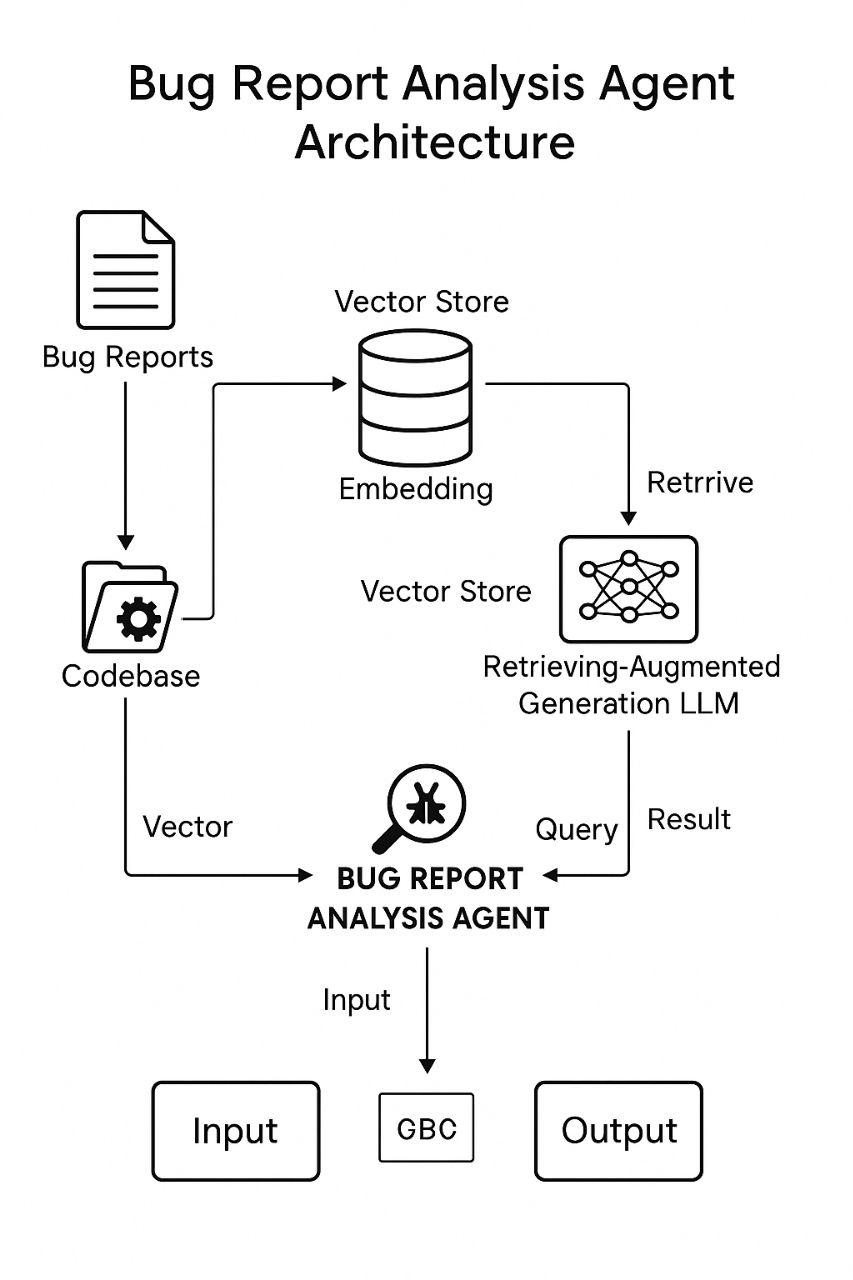 Bug Report Analysis Agent
Architecture
Vector Store
Bug Reports
Embedding
Retrrive
Vector Store
Codebase
Retrieving-Augmented
Generation LLM
Vector
Query
Result
BUG REPORT
ANALYSIS AGENT
Input
Input
GBC
Output